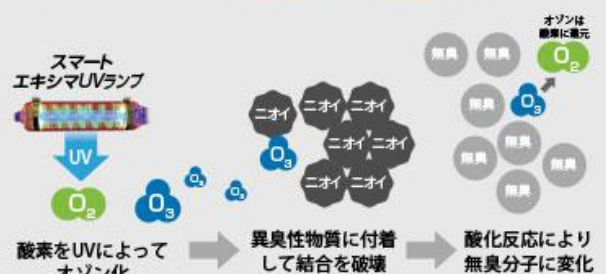 スマート
エキシマUVランプ
UV
O₂
O₃
O₃
O₃
酸素をUVによって
オゾン化
ニオイ
ニオイ
ニオイ
ニオイ
ニオイ
ニオイ
ニオイ
O₃
異臭性物質に付着
して結合を破壊
オゾンは
酸素に還元
O₂
O₃
無臭
無臭
無臭
無臭
無臭
無臭
無臭
酸化反応により
無臭分子に変化